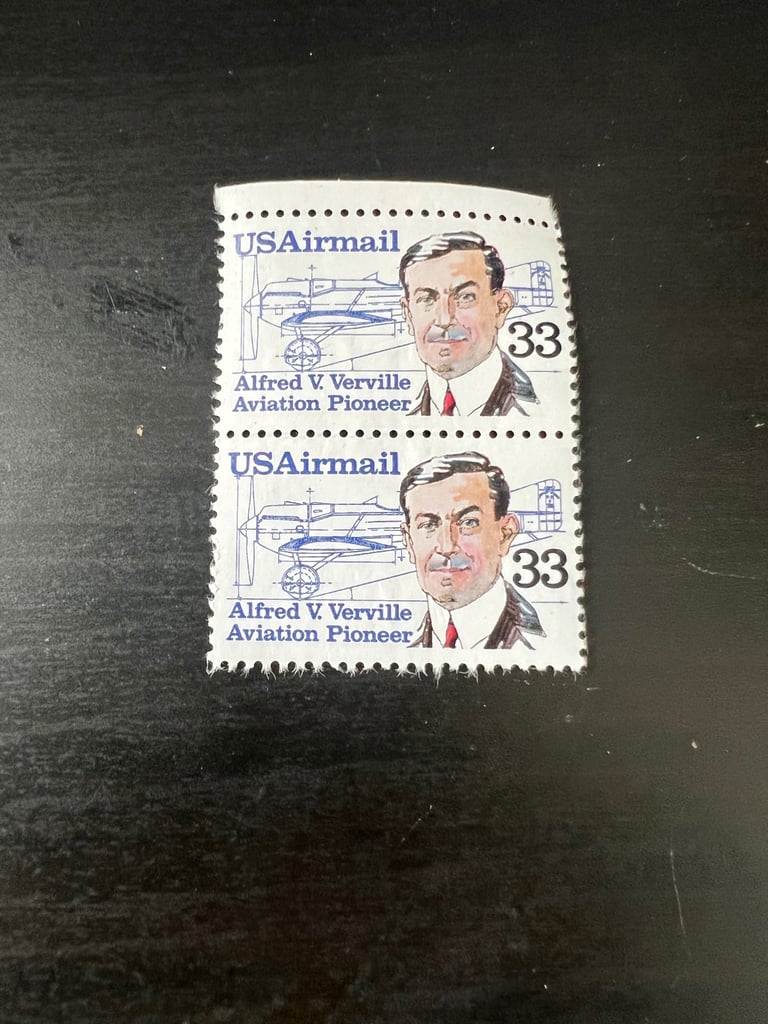 USAirmail
33
Alfred V. Verville
Aviation Pioneer
USAirmail
33
Alfred V. Verville
Aviation Pioneer